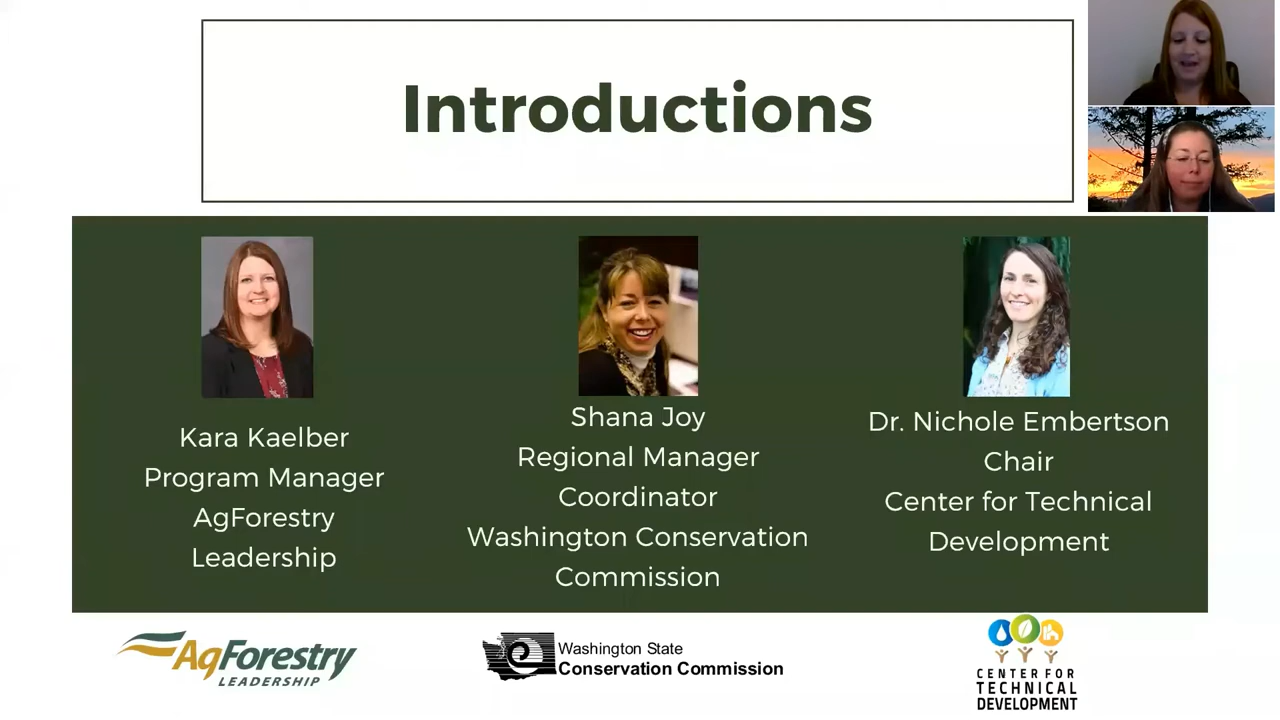 Introductions
Kara Kaelber
Program Manager
AgForestry
Leadership
Shana Joy
Regional Manager
Coordinator
Washington Conservation
Commission
Dr. Nichole Embertson
Chair
Center for Technical
Development
AgForestry
LEADERSHIP
Washington State
Conservation Commission
CENTER FOR
TECHNICAL
DEVELOPMENT